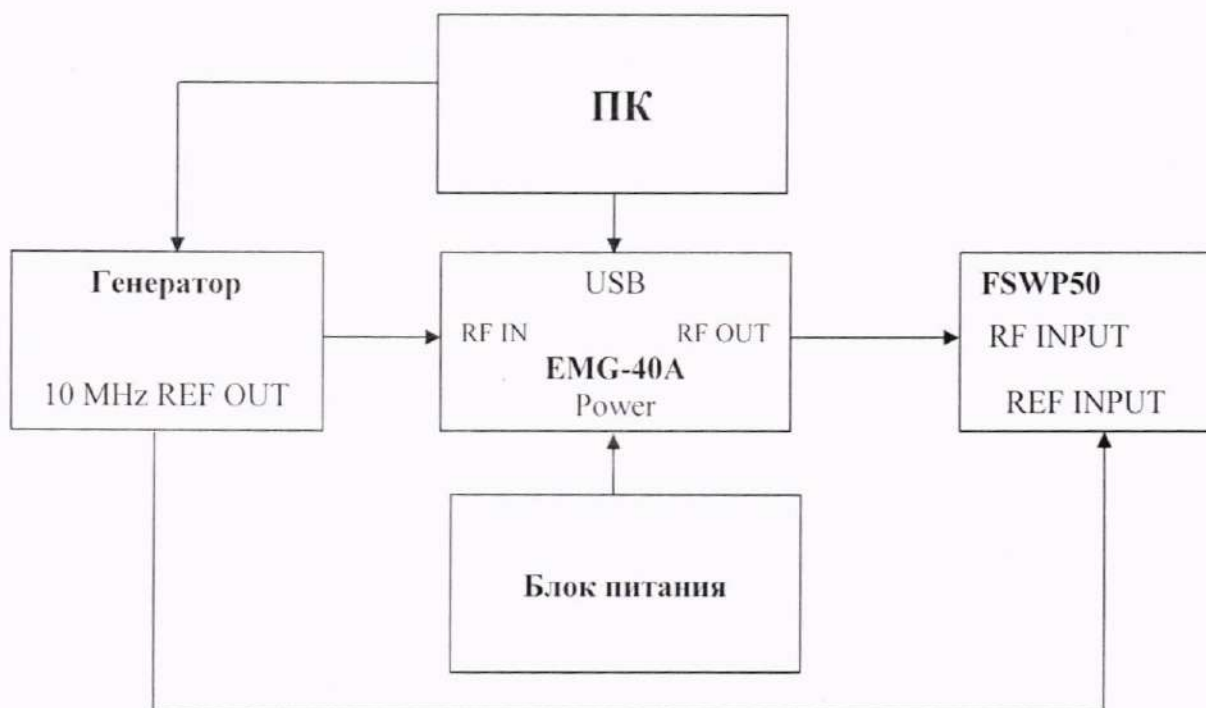 ПК
Генератор
10 MHz REF OUT
USB
RF IN RF OUT
EMG-40A
Power
FSWP50
RF INPUT
REF INPUT
Блок питания